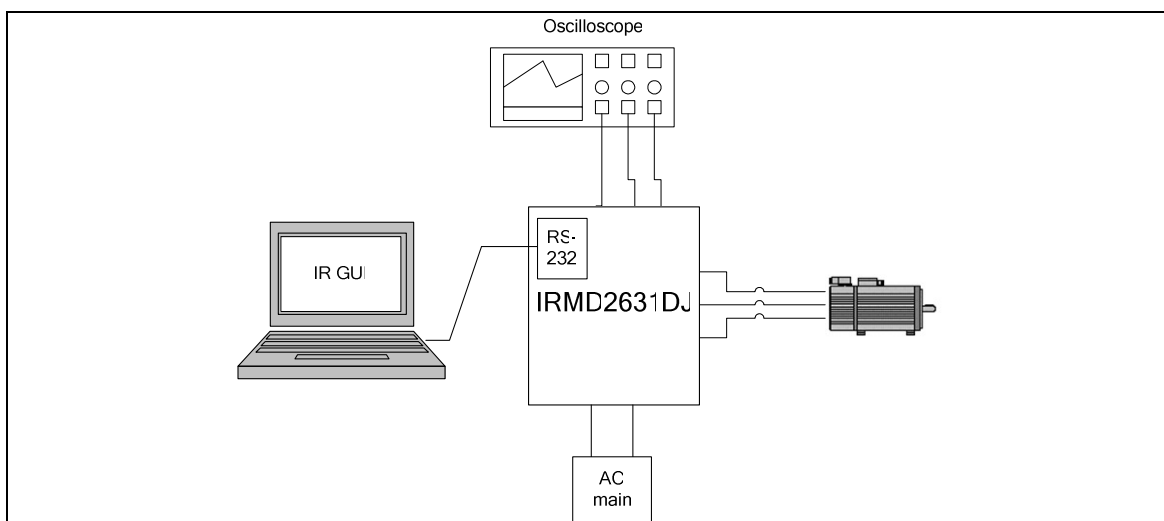 Oscilloscope
RS-
232
IR GUI
IRMD2631DJ
AC
main